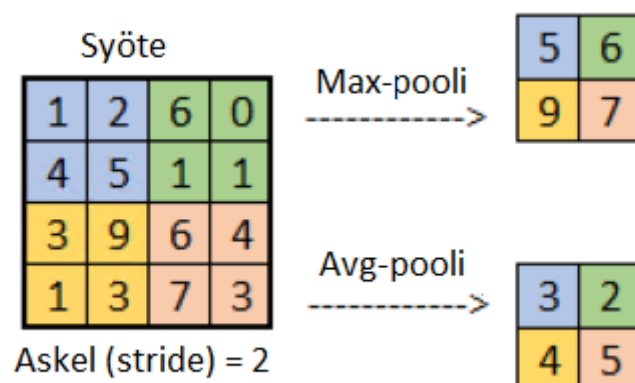 Syöte
1 2 6 0
4 5 1 1
3 9 6 4
1 3 7 3
Askel (stride) = 2
Max-pooli
------------>
5 6
9 7
Avg-pooli
------------>
3 2
4 5